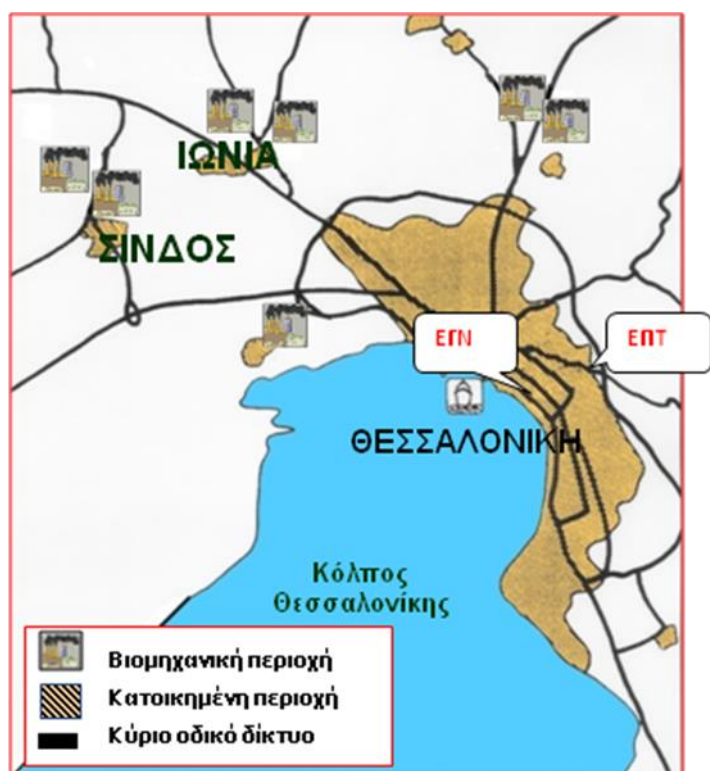 ΙΩΝΙΑ
ΣΙΝΔΟΣ
ΕΓΝ
ΕΠΤ
ΘΕΣΣΑΛΟΝΙΚΗ
Κόλπος
Θεσσαλονίκης
Βιομηχανική περιοχή
Κατοικημένη περιοχή
Κύριο οδικό δίκτυο